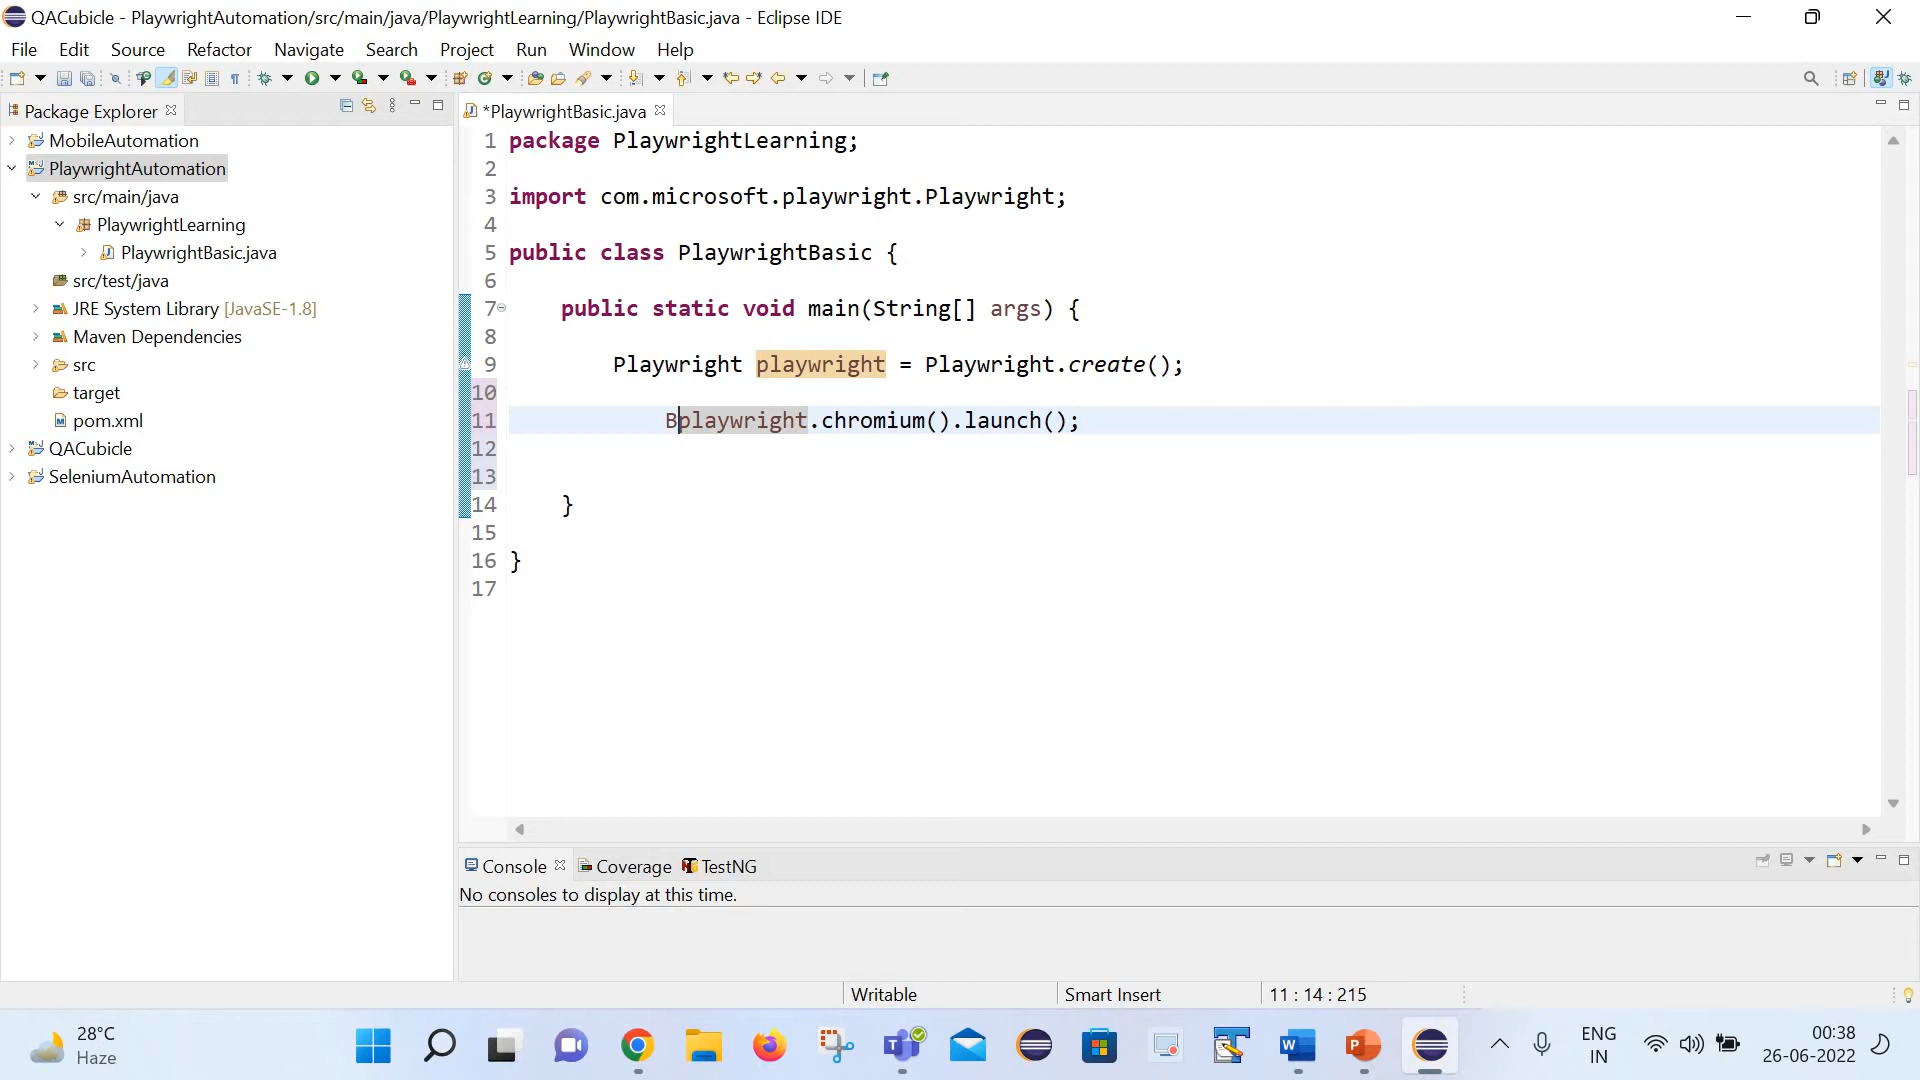 QACubicle - PlaywrightAutomation/src/main/java/PlaywrightLearning/PlaywrightBasic.java - Eclipse IDE
File Edit Source Refactor Navigate Search Project Run Window Help
Package Explorer
MobileAutomation
PlaywrightAutomation
src/main/java
PlaywrightLearning
PlaywrightBasic.java
src/test/java
JRE System Library [JavaSE-1.8]
Maven Dependencies
src
target
pom.xml
QACubicle
SeleniumAutomation
*PlaywrightBasic.java
1 package PlaywrightLearning;
2
3 import com.microsoft.playwright.Playwright;
4
5 public class PlaywrightBasic {
6
7 public static void main(String[] args) {
8
9 Playwright playwright = Playwright.create();
10
11 Bplaywright.chromium().launch();
12
13
14 }
15
16 }
17
Console Coverage TestNG
No consoles to display at this time.
Writable Smart Insert 11 : 14 : 215
28°C
Haze
ENG
IN
00:38
26-06-2022